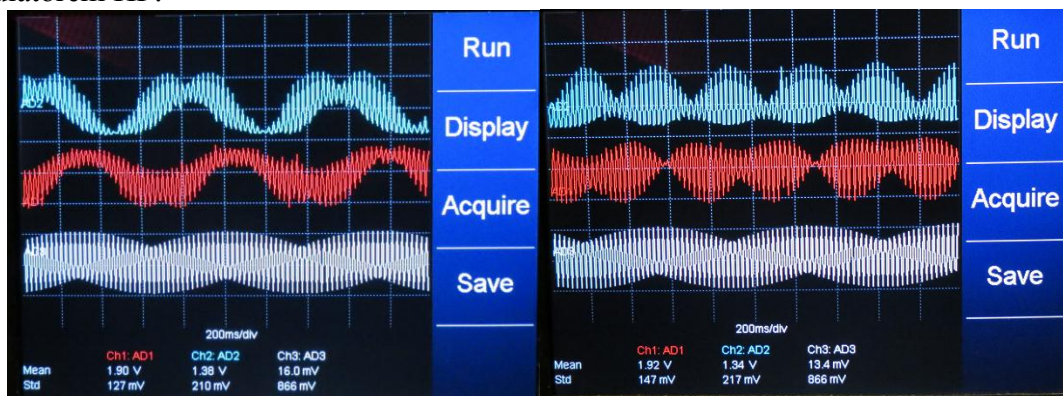 Run
Display
Acquire
Save
AD2
AD3
200ms/div
Ch1: AD1 Ch2: AD2 Ch3: AD3
Mean 1.90 V 1.38 V 16.0 mV
Std 127 mV 210 mV 866 mV
Run
Display
Acquire
Save
200ms/div
Ch1: AD1 Ch2: AD2 Ch3: AD3
Mean 1.92 V 1.34 V 13.4 mV
Std 147 mV 217 mV 866 mV